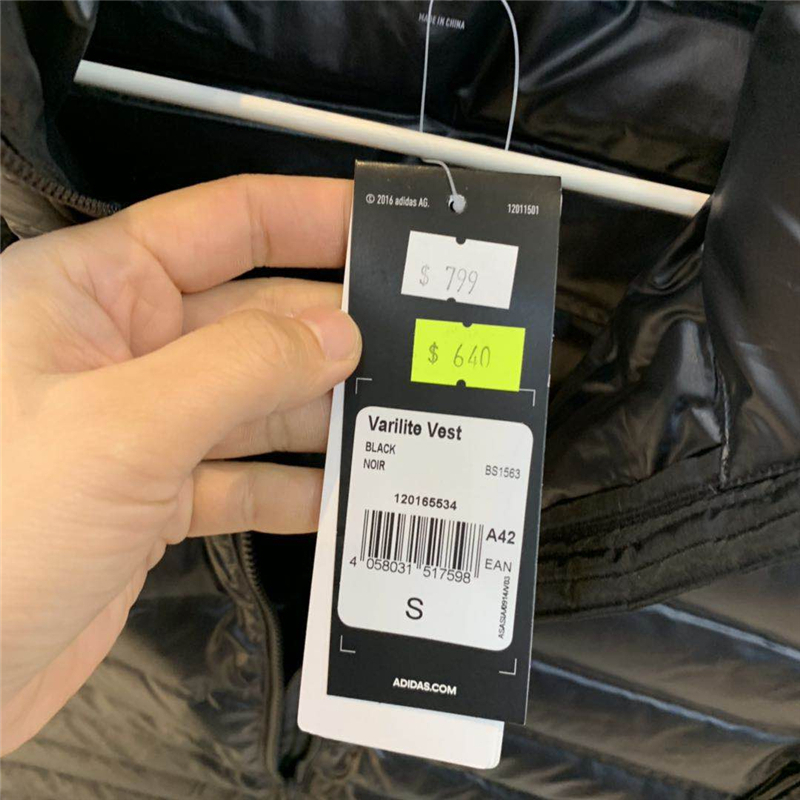 MADE IN CHINA
© 2016 adidas AG.
12011501
$ 799
$ 640
Varilite Vest
BLACK
NOIR
BS1563
120165534
A42
4 058031 517598
EAN
S
ADIDAS.COM